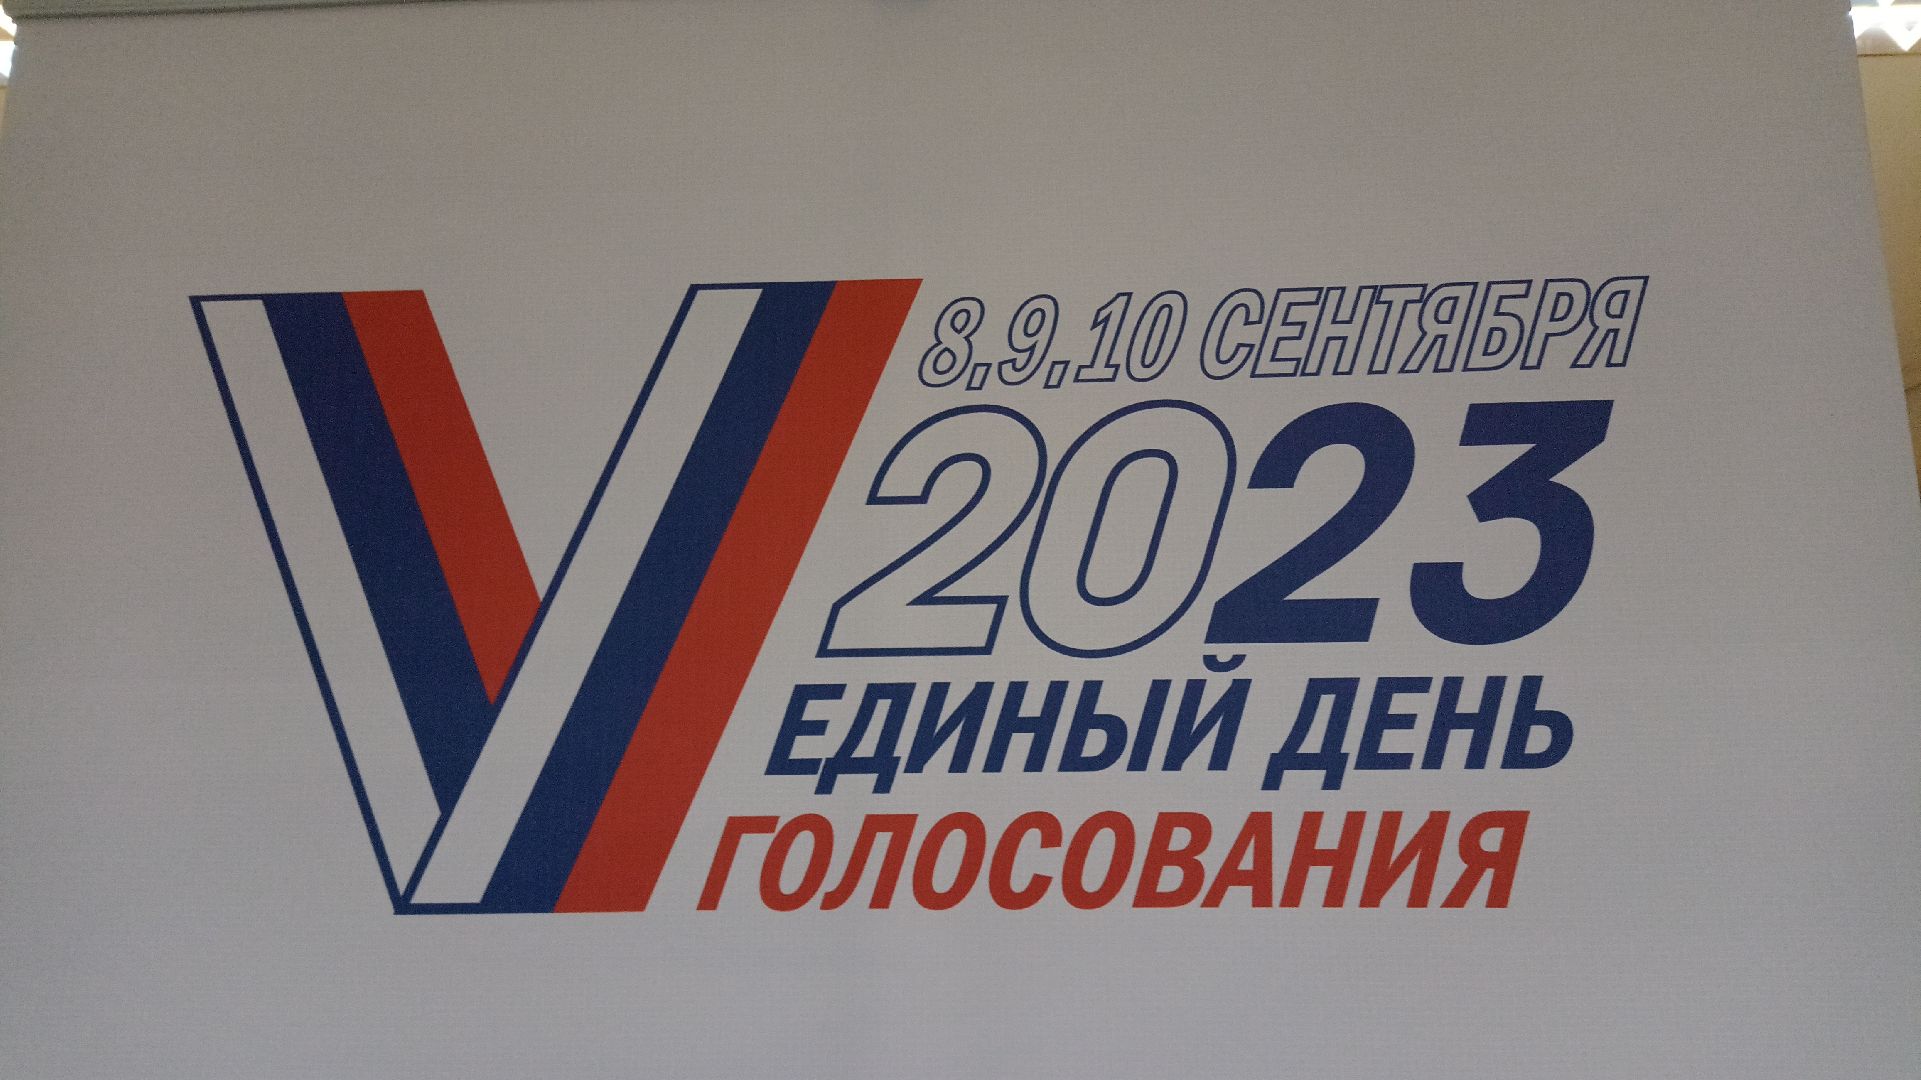 8,9,10 СЕНТЯБРЯ
2023
ЕДИНЫЙ ДЕНЬ
ГОЛОСОВАНИЯ